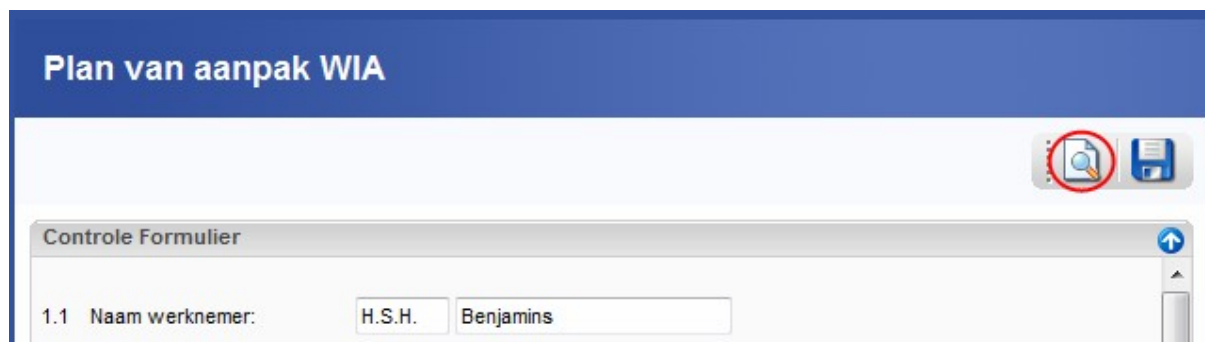 Plan van aanpak WIA
Controle Formulier
1.1 Naam werknemer: H.S.H. Benjamins